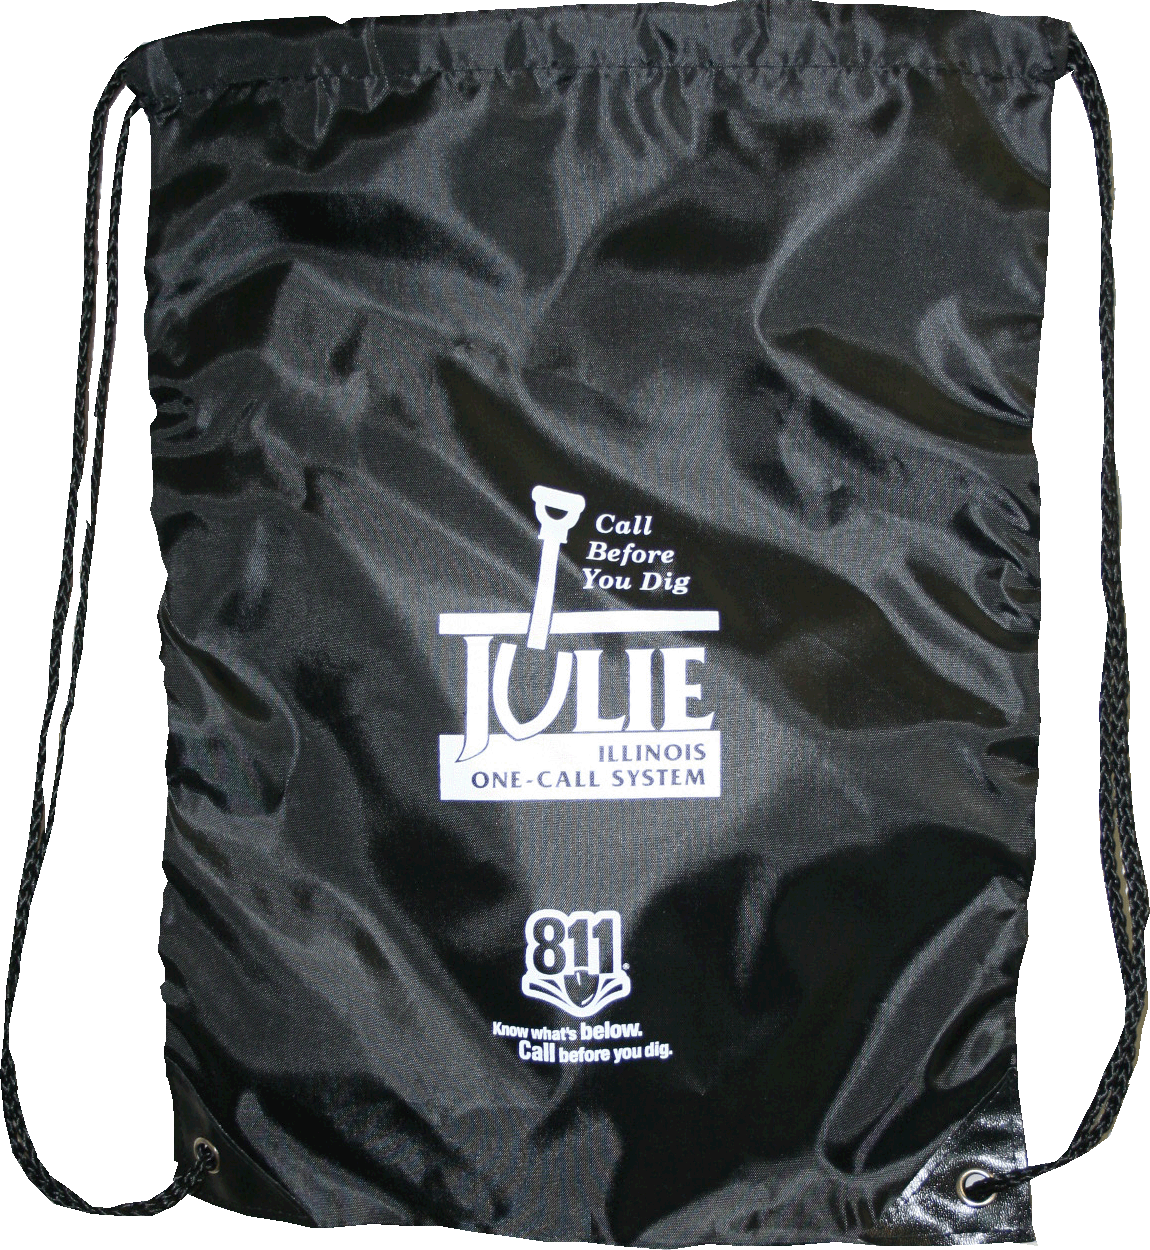 Call
Before
You Dig
JULIE
ILLINOIS
ONE-CALL SYSTEM
811®
Know what's below.
Call before you dig.